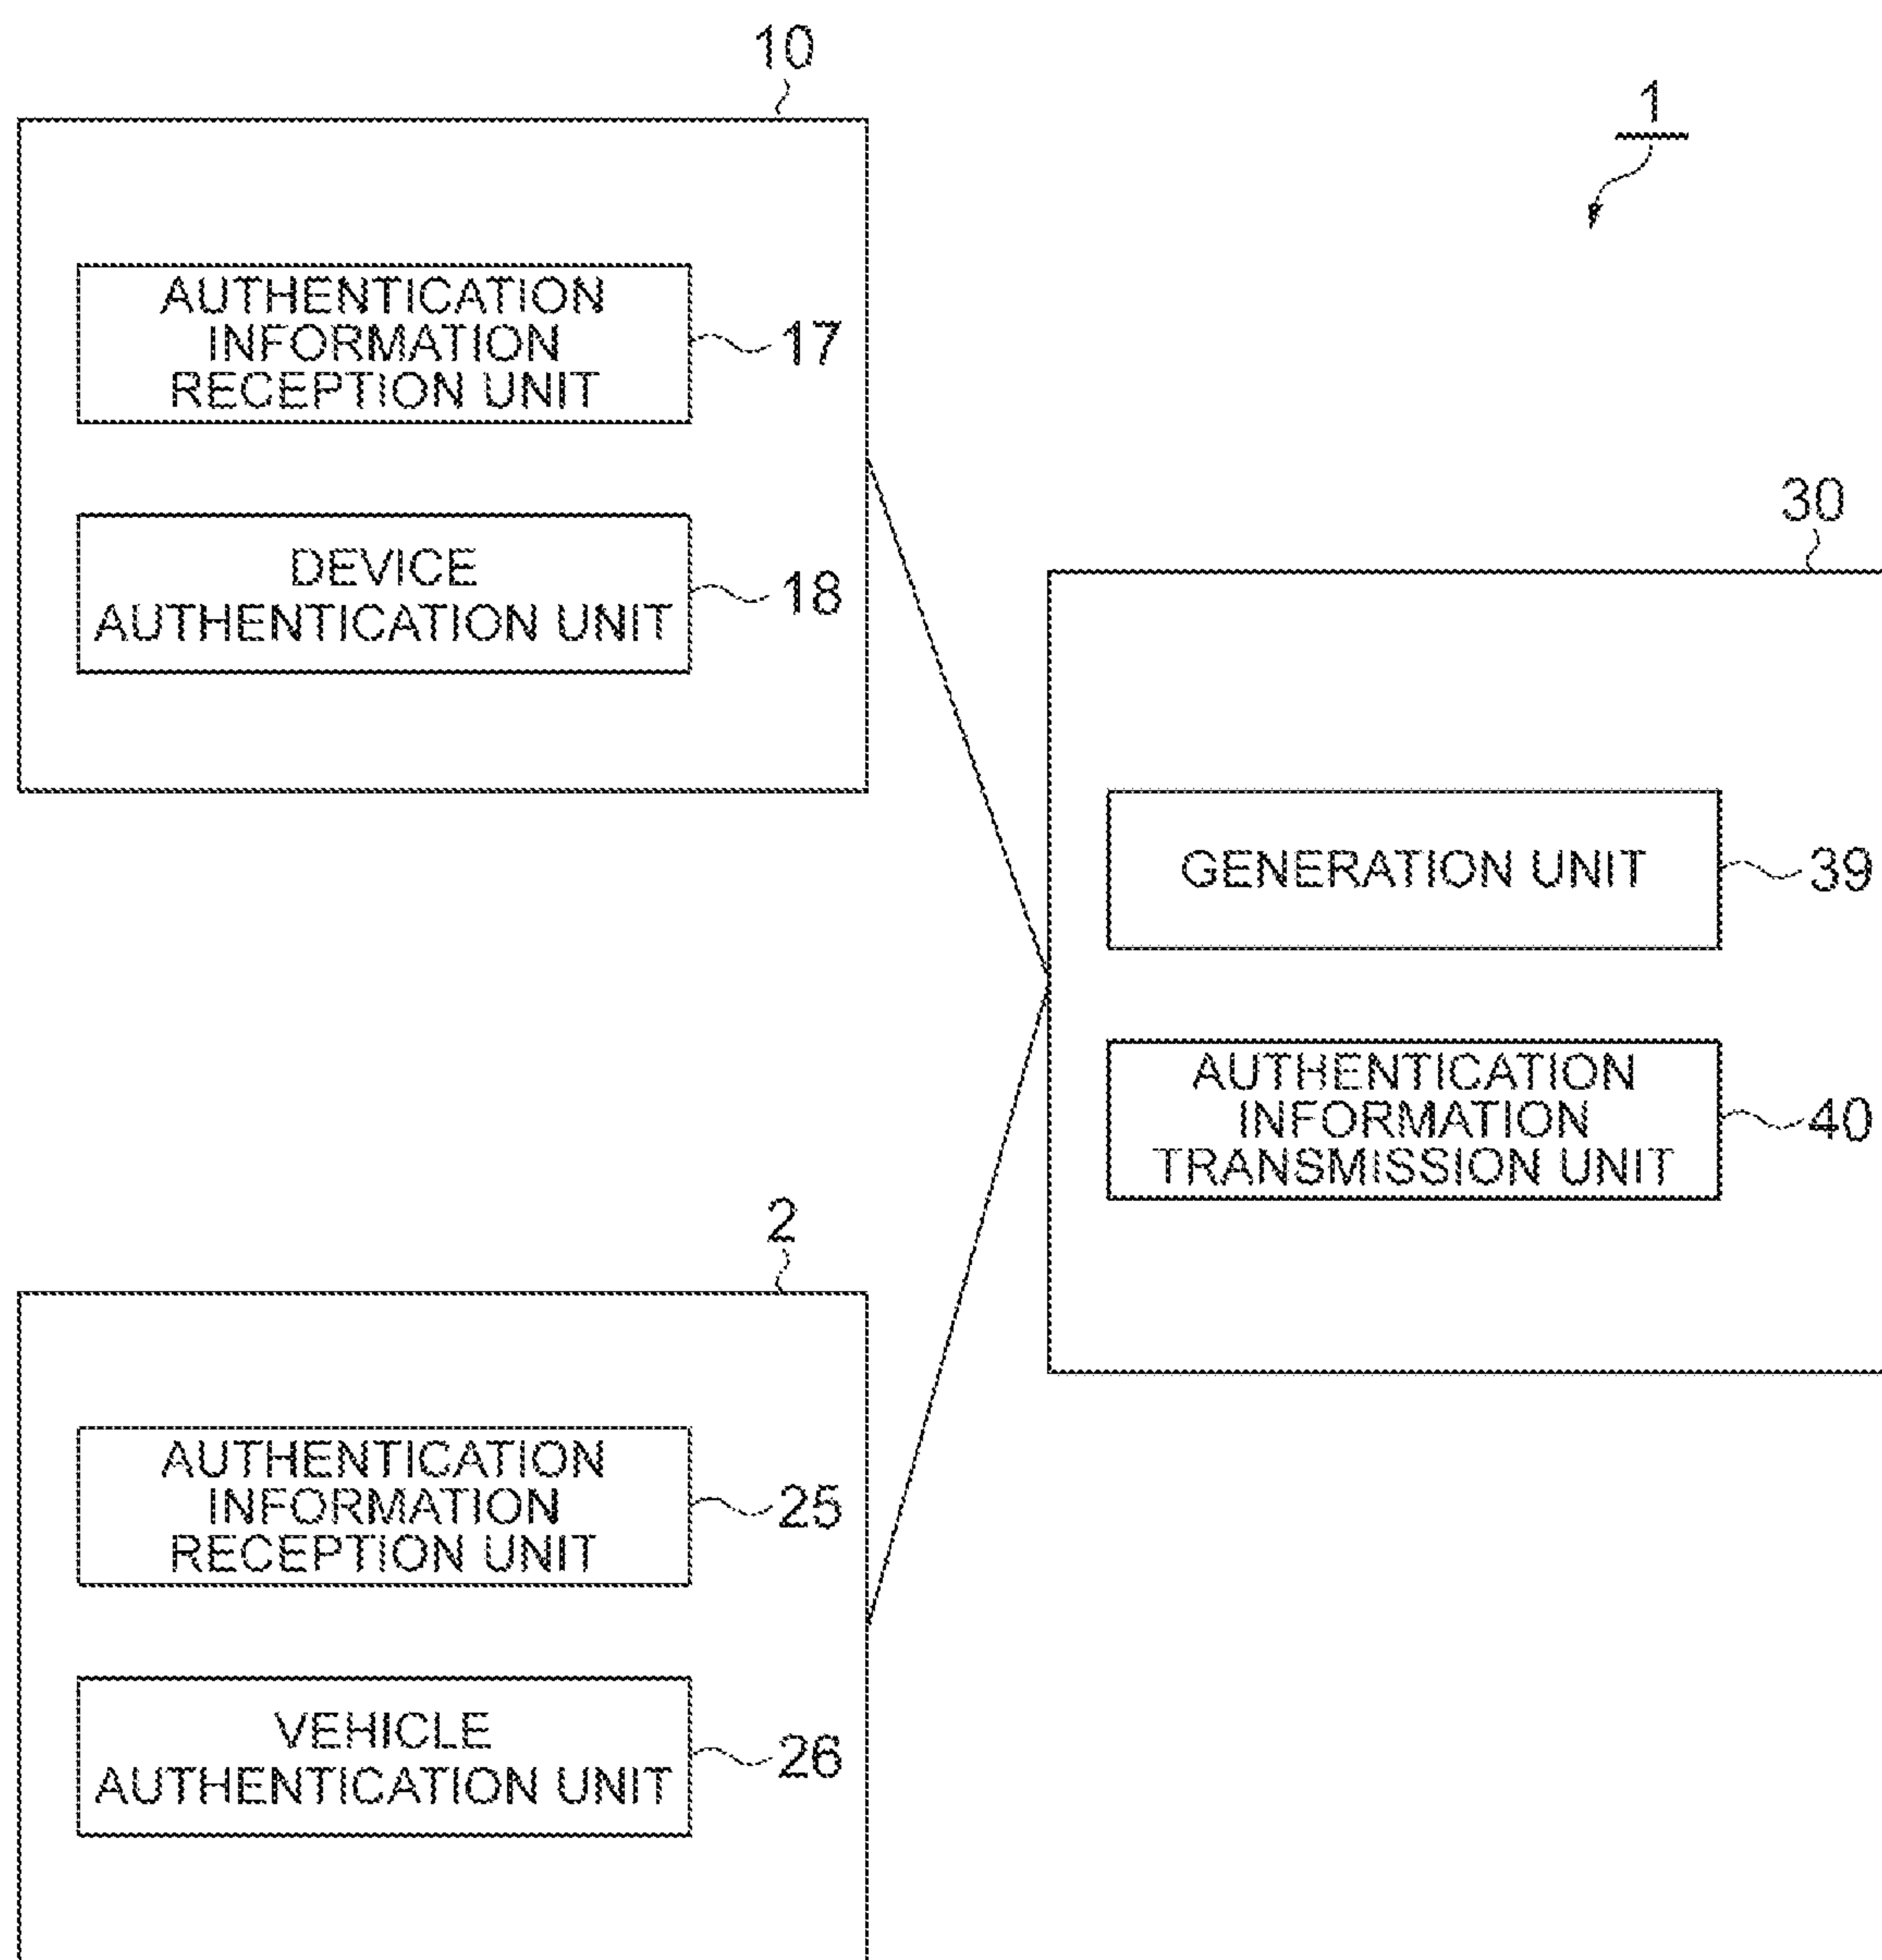 10
1
AUTHENTICATION
INFORMATION
RECEPTION UNIT
17
DEVICE
AUTHENTICATION UNIT
18
30
GENERATION UNIT
39
AUTHENTICATION
INFORMATION
TRANSMISSION UNIT
40
2
AUTHENTICATION
INFORMATION
RECEPTION UNIT
25
VEHICLE
AUTHENTICATION UNIT
26